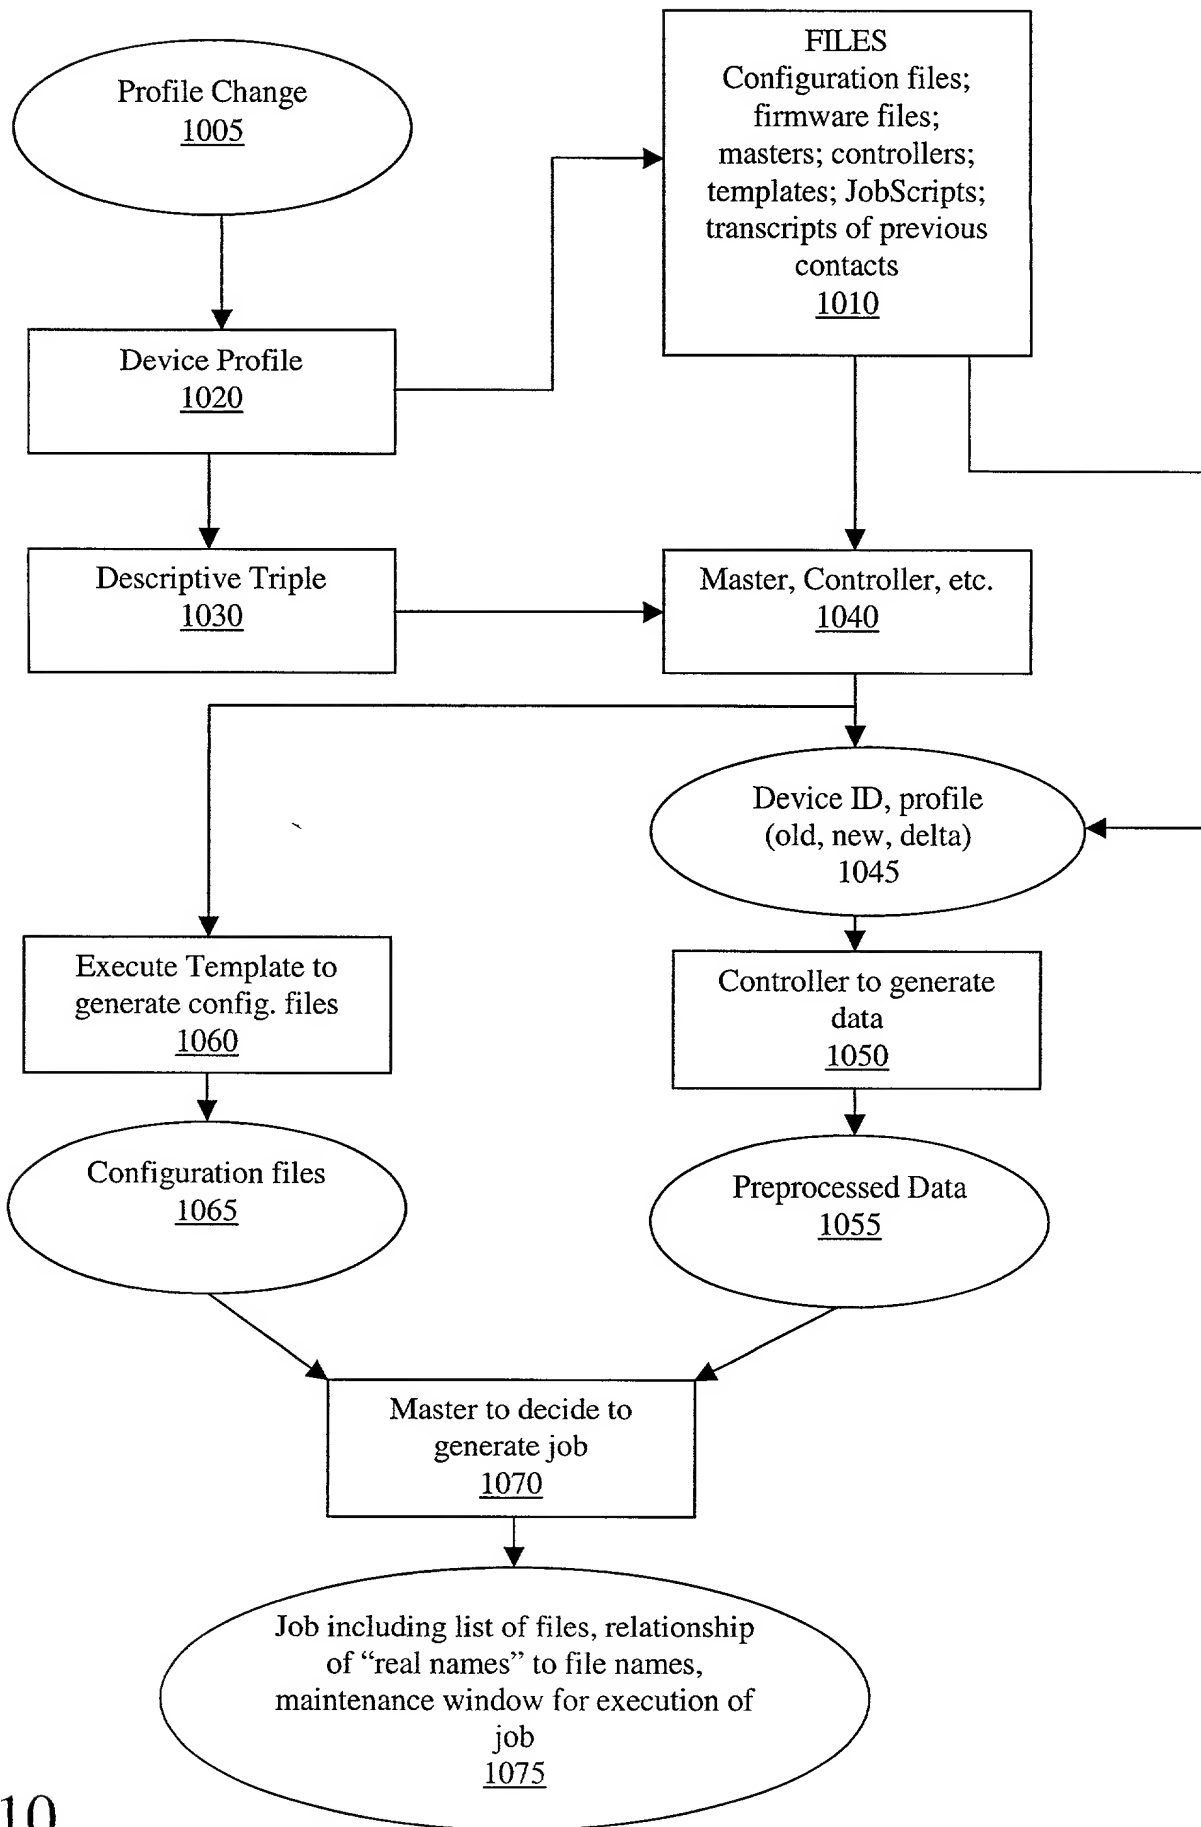 Profile Change
1005
FILES
Configuration files;
firmware files;
masters; controllers;
templates; JobScripts;
transcripts of previous
contacts
1010
Device Profile
1020
Descriptive Triple
1030
Master, Controller, etc.
1040
Device ID, profile
(old, new, delta)
1045
Execute Template to
generate config. files
1060
Controller to generate
data
1050
Configuration files
1065
Preprocessed Data
1055
Master to decide to
generate job
1070
Job including list of files, relationship
of “real names” to file names,
maintenance window for execution of
job
1075
10